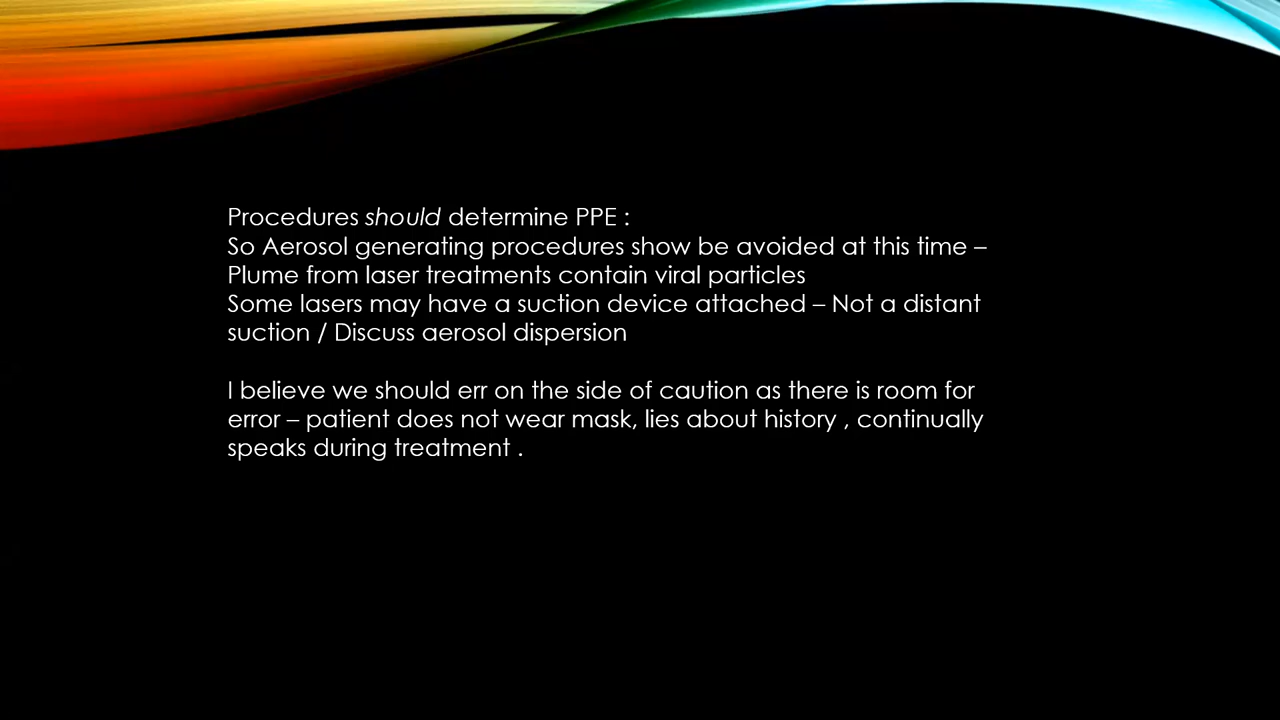 Procedures should determine PPE :
So Aerosol generating procedures show be avoided at this time –
Plume from laser treatments contain viral particles
Some lasers may have a suction device attached – Not a distant
suction / Discuss aerosol dispersion
I believe we should err on the side of caution as there is room for
error – patient does not wear mask, lies about history , continually
speaks during treatment .